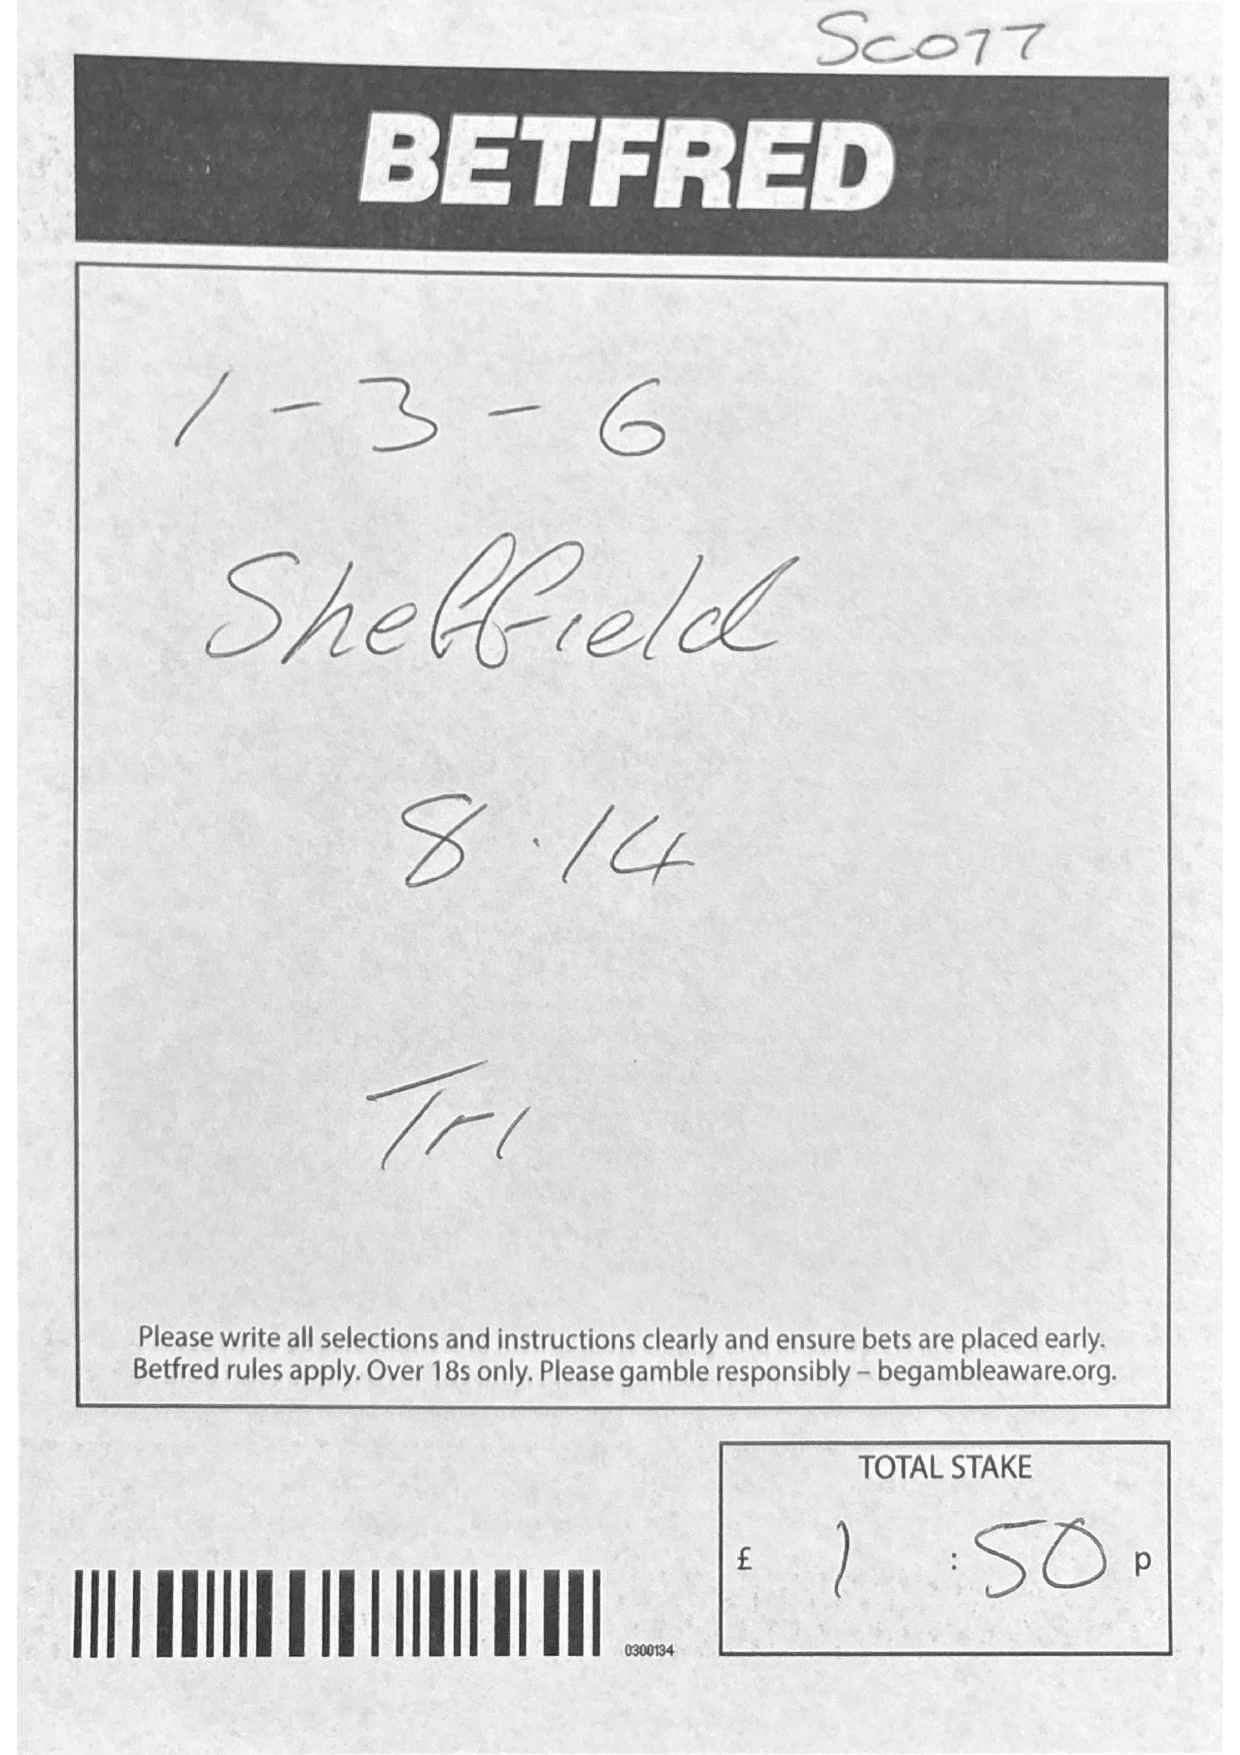 SCOTT
BETFRED
1 - 3 - 6
Sheffield
8.14
Tri
Please write all selections and instructions clearly and ensure bets are placed early.
Betfred rules apply. Over 18s only. Please gamble responsibly – begambleaware.org.
TOTAL STAKE
£ 1 : 50 p
0300134